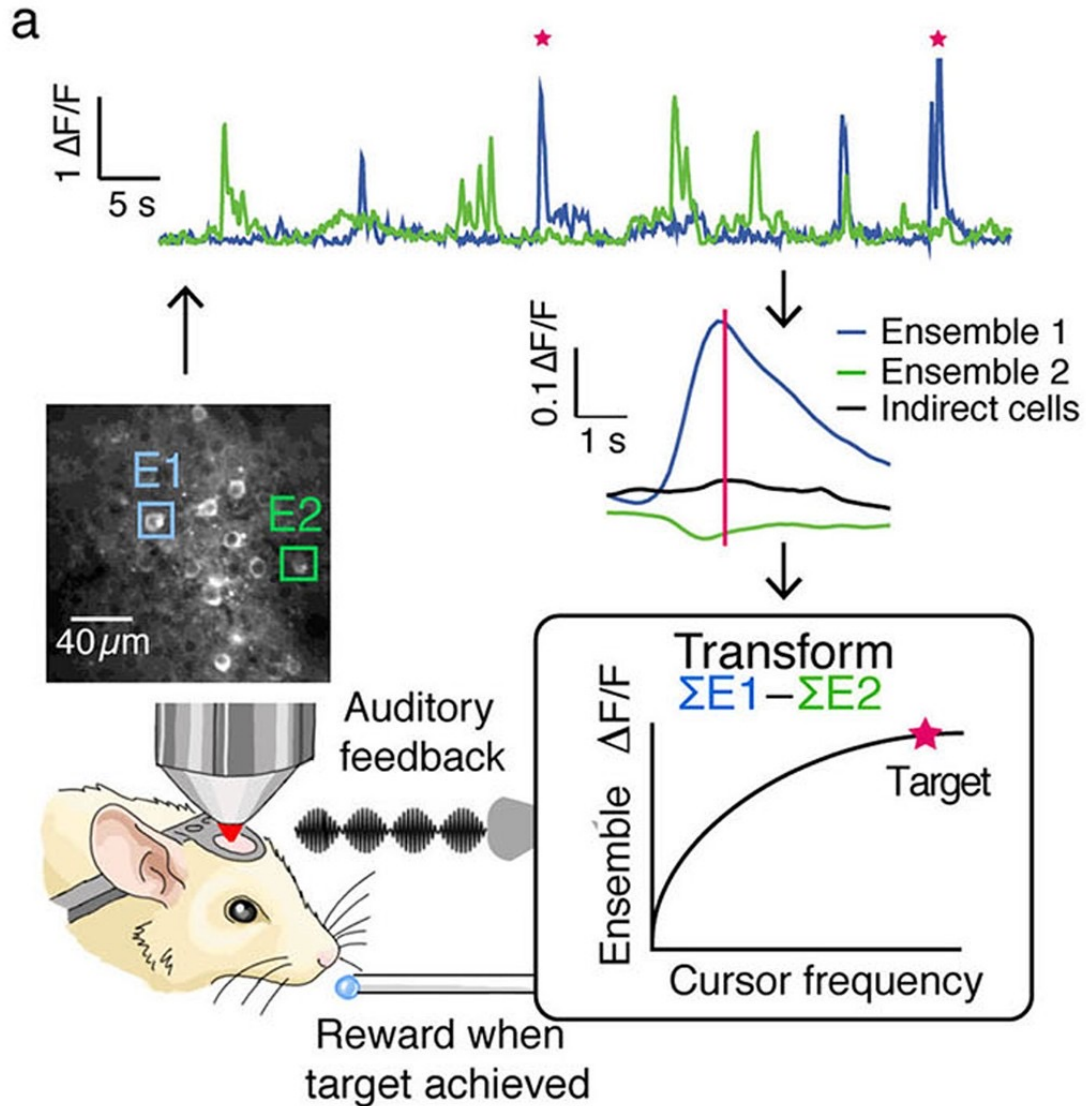 a
1 ΔF/F
5 s
0.1 ΔF/F
1 s
Ensemble 1
Ensemble 2
Indirect cells
E1
E2
40 µm
Auditory
feedback
Transform
ΣE1–ΣE2
Ensemble ΔF/F
Target
Cursor frequency
Reward when
target achieved